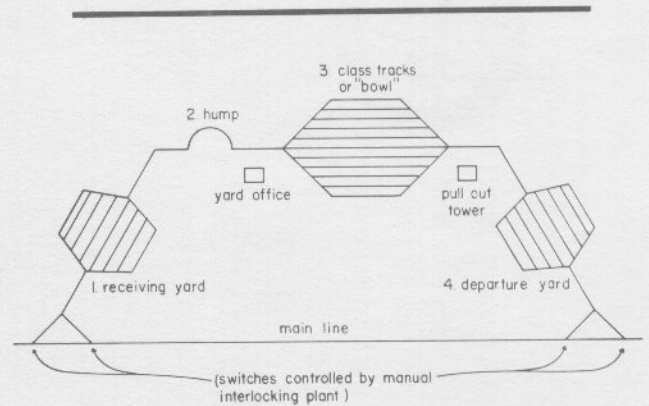 3. class tracks
or "bowl"
2. hump
yard office
pull out
tower
1. receiving yard
4. departure yard
main line
(switches controlled by manual
interlocking plant)